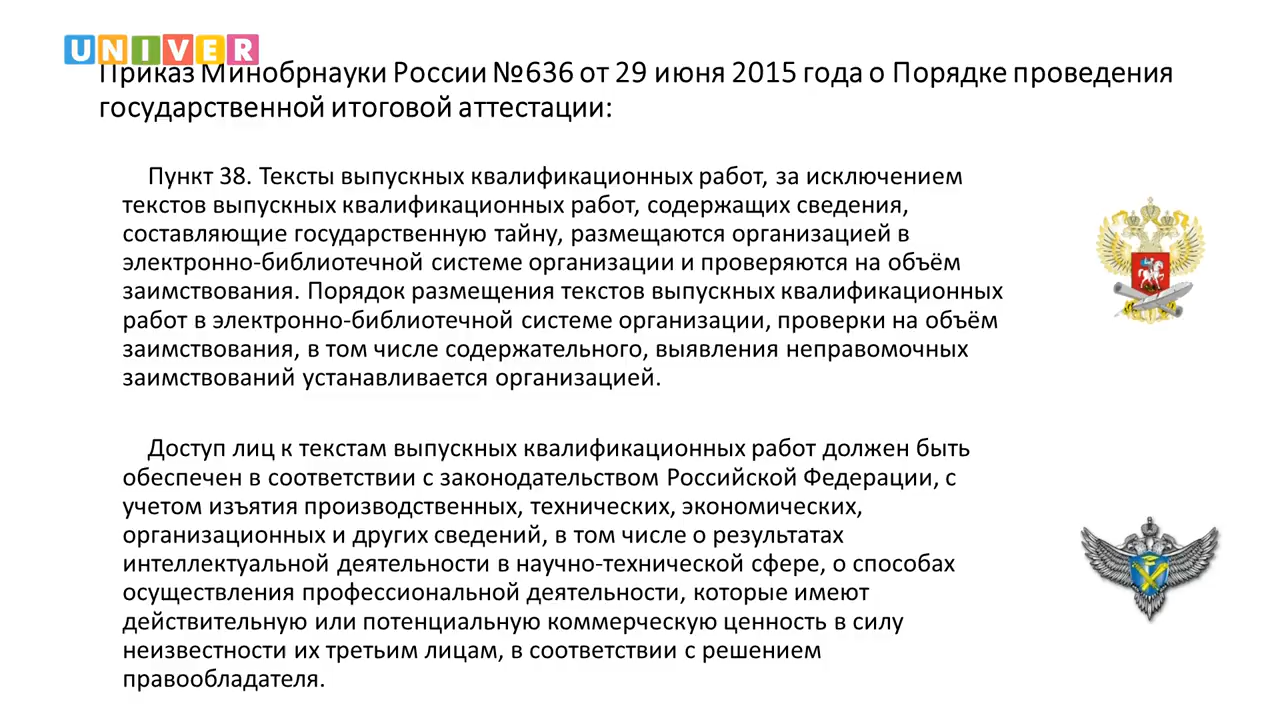 UNIVER
Приказ Минобрнауки России №636 от 29 июня 2015 года о Порядке проведения
государственной итоговой аттестации:
Пункт 38. Тексты выпускных квалификационных работ, за исключением
текстов выпускных квалификационных работ, содержащих сведения,
составляющие государственную тайну, размещаются организацией в
электронно-библиотечной системе организации и проверяются на объём
заимствования. Порядок размещения текстов выпускных квалификационных
работ в электронно-библиотечной системе организации, проверки на объём
заимствования, в том числе содержательного, выявления неправомочных
заимствований устанавливается организацией.
Доступ лиц к текстам выпускных квалификационных работ должен быть
обеспечен в соответствии с законодательством Российской Федерации, с
учетом изъятия производственных, технических, экономических,
организационных и других сведений, в том числе о результатах
интеллектуальной деятельности в научно-технической сфере, о способах
осуществления профессиональной деятельности, которые имеют
действительную или потенциальную коммерческую ценность в силу
неизвестности их третьим лицам, в соответствии с решением
правообладателя.